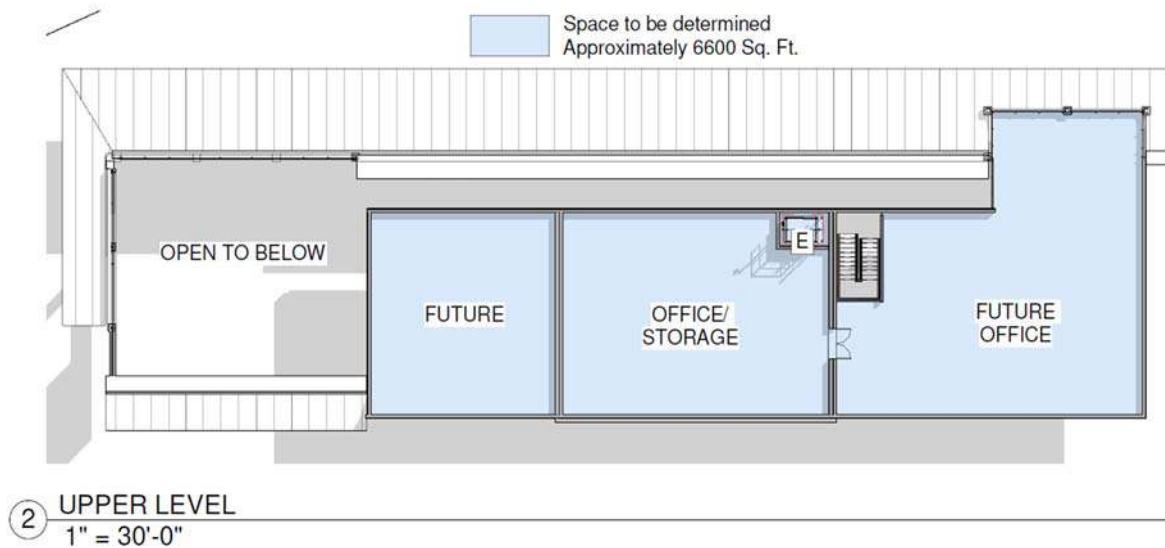 Space to be determined
Approximately 6600 Sq. Ft.
OPEN TO BELOW
E
FUTURE
OFFICE/
STORAGE
FUTURE
OFFICE
2
UPPER LEVEL
1" = 30'-0"